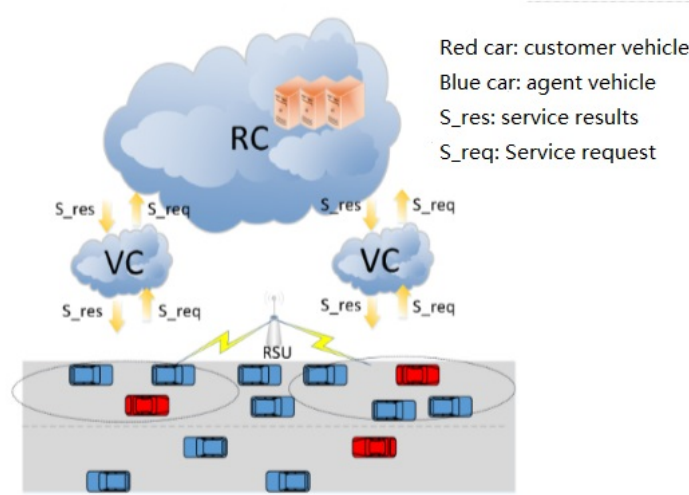 Red car: customer vehicle
Blue car: agent vehicle
S_res: service results
S_req: Service request
RC
S_res
S_req
S_res
S_req
VC
VC
S_res
S_req
S_res
S_req
RSU